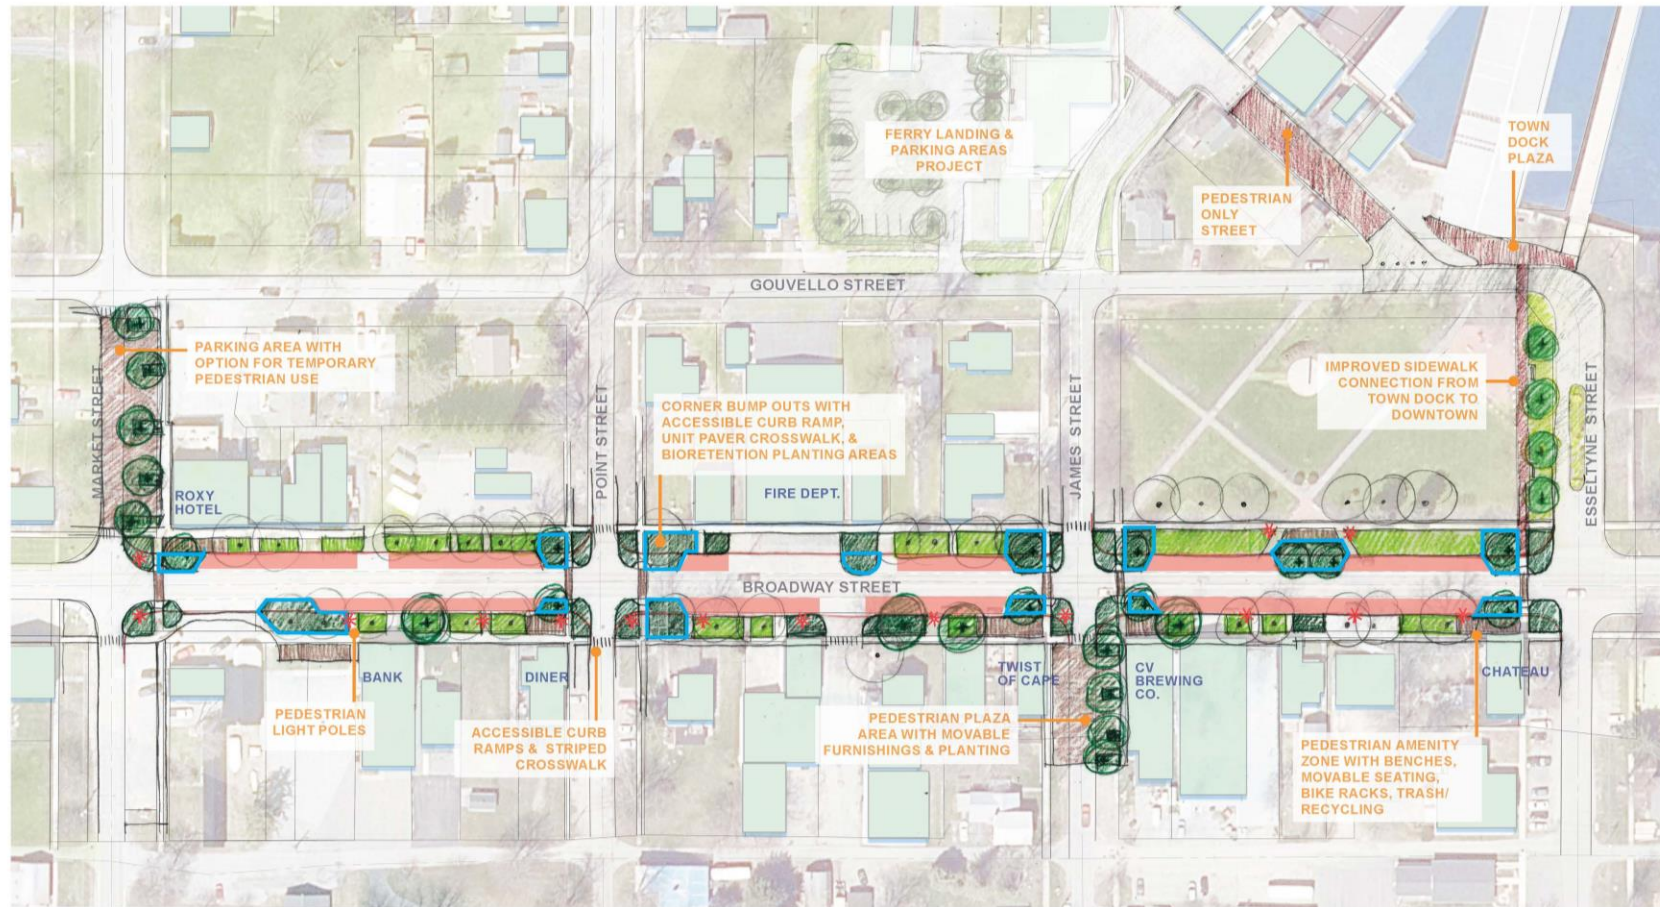 FERRY LANDING &
PARKING AREAS
PROJECT
TOWN
DOCK
PLAZA
PEDESTRIAN
ONLY
STREET
GOUVELLO STREET
PARKING AREA WITH
OPTION FOR TEMPORARY
PEDESTRIAN USE
MARKET STREET
POINT STREET
JAMES STREET
ESSELTYNE STREET
IMPROVED SIDEWALK
CONNECTION FROM
TOWN DOCK TO
DOWNTOWN
CORNER BUMP OUTS WITH
ACCESSIBLE CURB RAMP,
UNIT PAVER CROSSWALK, &
BIORETENTION PLANTING AREAS
ROXY
HOTEL
FIRE DEPT.
BROADWAY STREET
BANK
DINER
TWIST
OF CAPE
CV
BREWING
CO.
CHATEAU
PEDESTRIAN
LIGHT POLES
ACCESSIBLE CURB
RAMPS & STRIPED
CROSSWALK
PEDESTRIAN PLAZA
AREA WITH MOVABLE
FURNISHINGS & PLANTING
PEDESTRIAN AMENITY
ZONE WITH BENCHES,
MOVABLE SEATING,
BIKE RACKS, TRASH/
RECYCLING